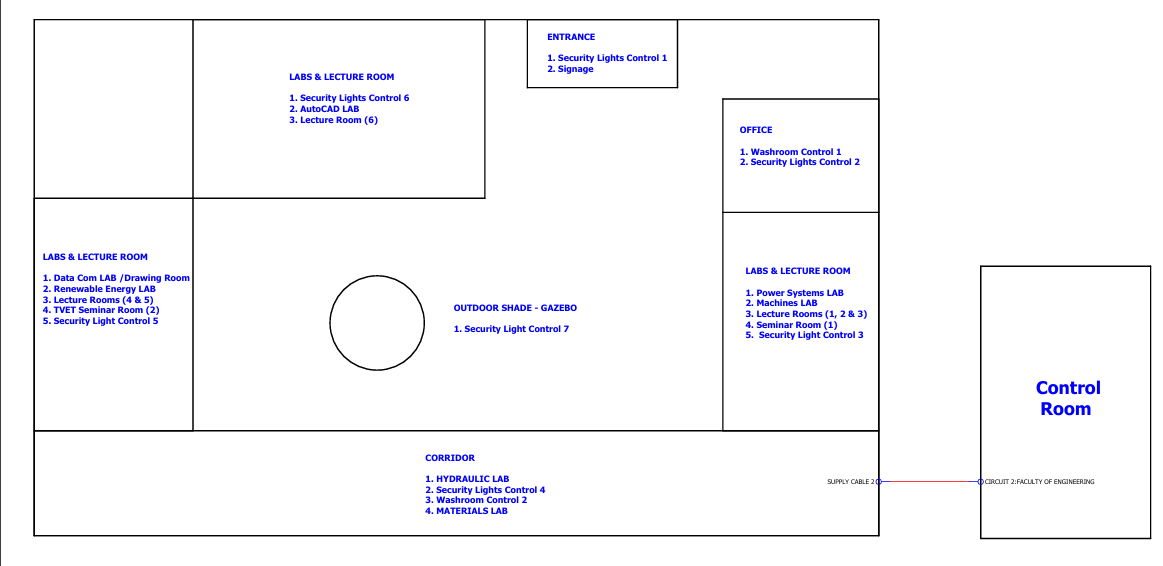 ENTRANCE
1. Security Lights Control 1
2. Signage
LABS & LECTURE ROOM
1. Security Lights Control 6
2. AutoCAD LAB
3. Lecture Room (6)
OFFICE
1. Washroom Control 1
2. Security Lights Control 2
LABS & LECTURE ROOM
1. Data Com LAB /Drawing Room
2. Renewable Energy LAB
3. Lecture Rooms (4 & 5)
4. TVET Seminar Room (2)
5. Security Light Control 5
OUTDOOR SHADE - GAZEBO
1. Security Light Control 7
LABS & LECTURE ROOM
1. Power Systems LAB
2. Machines LAB
3. Lecture Rooms (1, 2 & 3)
4. Seminar Room (1)
5.  Security Light Control 3
Control
Room
CORRIDOR
1. HYDRAULIC LAB
2. Security Lights Control 4
3. Washroom Control 2
4. MATERIALS LAB
SUPPLY CABLE 2
CIRCUIT 2:FACULTY OF ENGINEERING